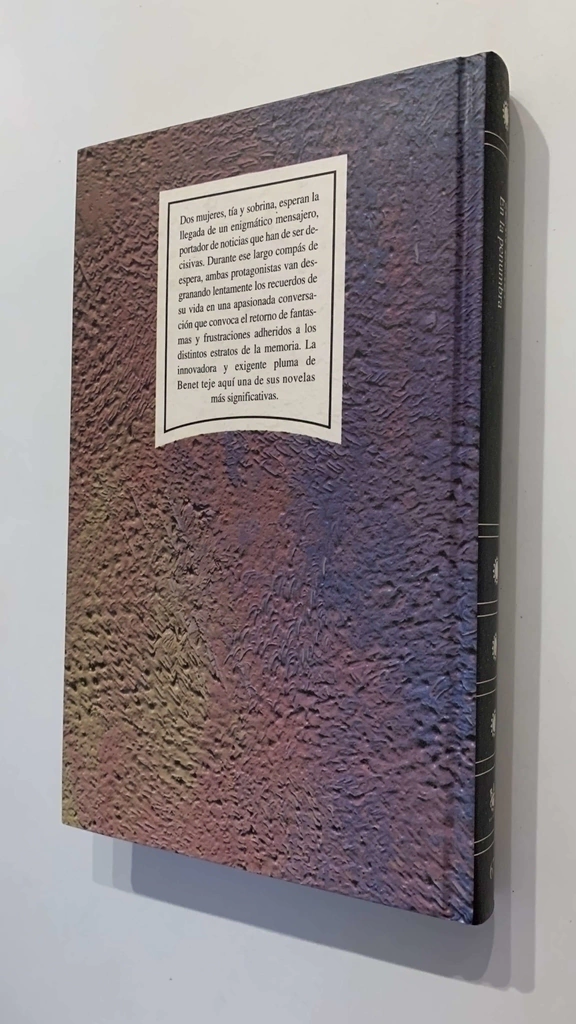 Dos mujeres, tía y sobrina, esperan la
llegada de un enigmático mensajero,
portador de noticias que han de ser de-
cisivas. Durante ese largo compás de
espera, ambas protagonistas van des-
granando lentamente los recuerdos de
su vida en una apasionada conversa-
ción que convoca el retorno de fantas-
mas y frustraciones adheridos a los
distintos estratos de la memoria. La
innovadora y exigente pluma de
Benet teje aquí una de sus novelas
más significativas.
En la penumbra